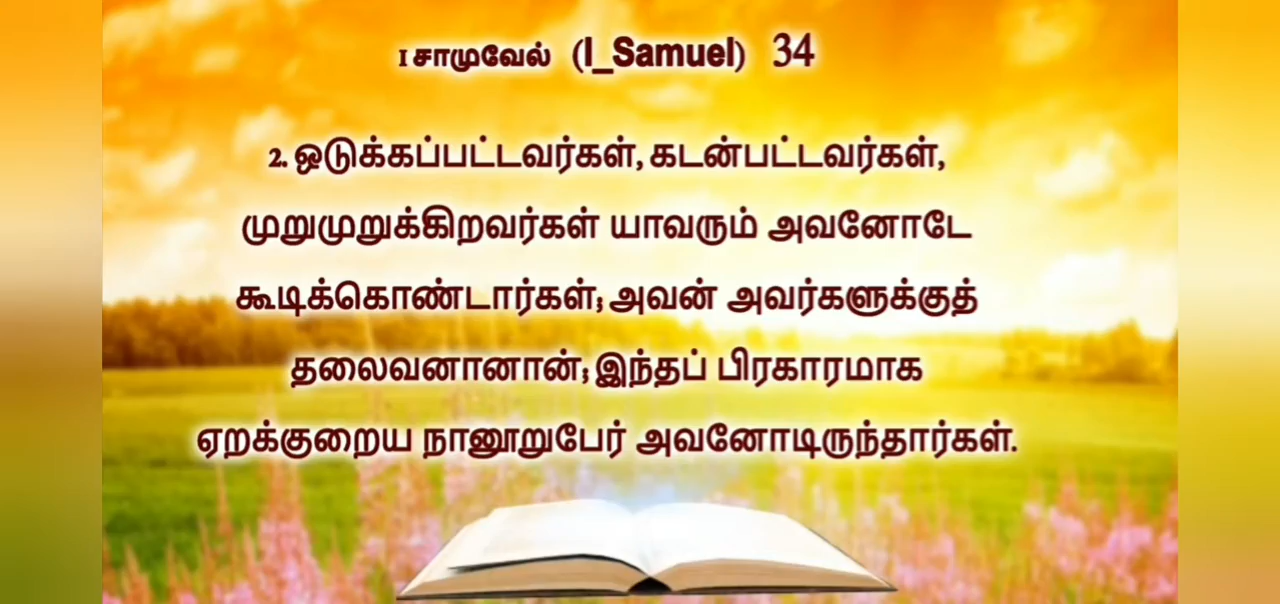 I சாமுவேல் (I_Samuel) 34
2. ஒடுக்கப்பட்டவர்கள், கடன்பட்டவர்கள்,
முறுமுறுக்கிறவர்கள் யாவரும் அவனோடே
கூடிக்கொண்டார்கள்; அவன் அவர்களுக்குத்
தலைவனானான்; இந்தப் பிரகாரமாக
ஏறக்குறைய நானூறுபேர் அவனோடிருந்தார்கள்.